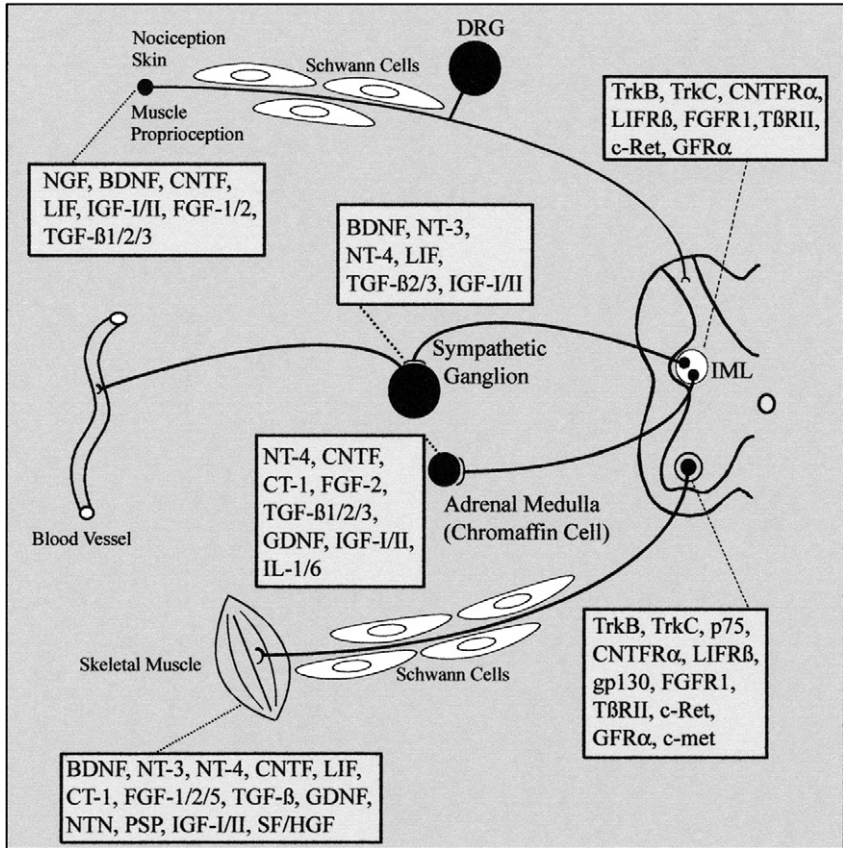 DRG
Nociception
Skin
Schwann Cells
Muscle
Proprioception
NGF, BDNF, CNTF,
LIF, IGF-I/II, FGF-1/2,
TGF-ß1/2/3
TrkB, TrkC, CNTFRα,
LIFRß, FGFR1,TßRII,
c-Ret, GFRα
BDNF, NT-3,
NT-4, LIF,
TGF-ß2/3, IGF-I/II
Sympathetic
Ganglion
IML
NT-4, CNTF,
CT-1, FGF-2,
TGF-ß1/2/3,
GDNF, IGF-I/II,
IL-1/6
Adrenal Medulla
(Chromaffin Cell)
Blood Vessel
Skeletal Muscle
Schwann Cells
TrkB, TrkC, p75,
CNTFRα, LIFRß,
gp130, FGFR1,
TßRII, c-Ret,
GFRα, c-met
BDNF, NT-3, NT-4, CNTF, LIF,
CT-1, FGF-1/2/5, TGF-ß, GDNF,
NTN, PSP, IGF-I/II, SF/HGF